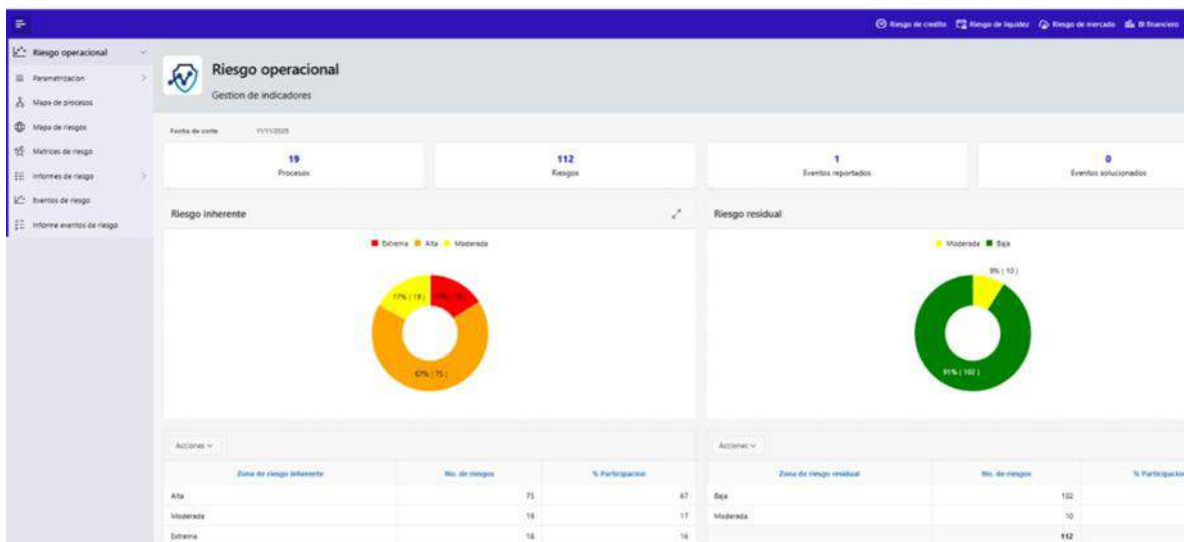 Riesgo de credito Riesgo de liquidez Riesgo de mercado BI financiero
Riesgo operacional
Parametrizacion
Mapa de procesos
Mapa de riesgos
Matrices de riesgo
Informes de riesgo
Eventos de riesgo
Informe eventos de riesgo
Riesgo operacional
Gestion de indicadores
Fecha de corte 11/11/2025
19
Procesos
112
Riesgos
1
Eventos reportados
0
Eventos solucionados
Riesgo inherente
Extrema Alta Moderada
17% ( 19 )
67% ( 75 )
Riesgo residual
Moderada Baja
9% ( 10 )
91% ( 102 )
Acciones
Zona de riesgo inherente No. de riesgos % Participacion
Alta 75 67
Moderada 19 17
Extrema 18 16
Acciones
Zona de riesgo residual No. de riesgos % Participacion
Baja 102
Moderada 10
112